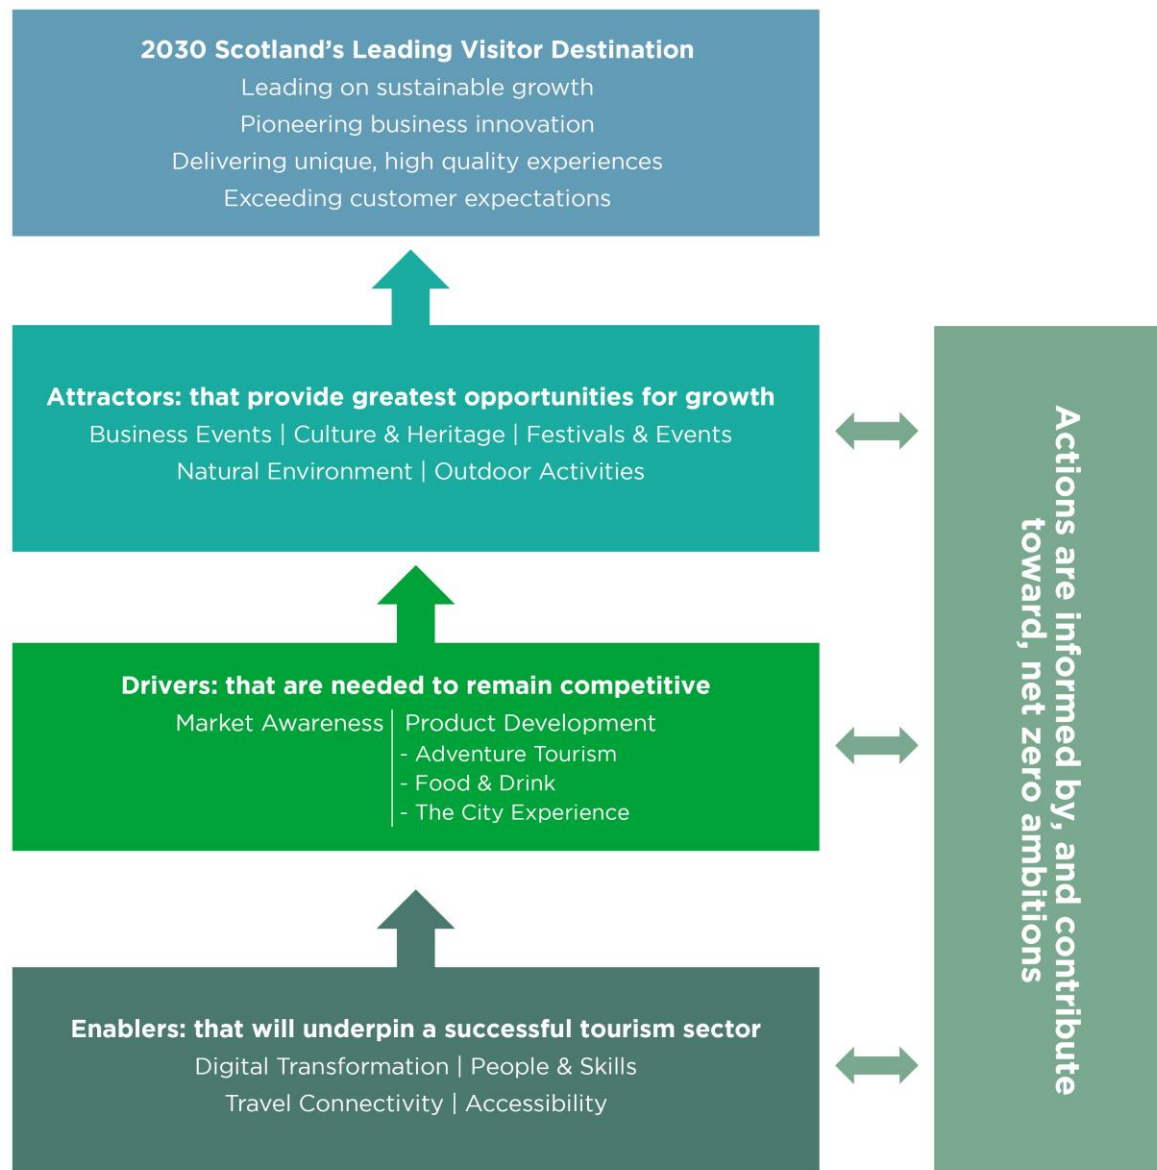 2030 Scotland’s Leading Visitor Destination
Leading on sustainable growth
Pioneering business innovation
Delivering unique, high quality experiences
Exceeding customer expectations
Attractors: that provide greatest opportunities for growth
Business Events | Culture & Heritage | Festivals & Events
Natural Environment | Outdoor Activities
Drivers: that are needed to remain competitive
Market Awareness | Product Development
- Adventure Tourism
- Food & Drink
- The City Experience
Enablers: that will underpin a successful tourism sector
Digital Transformation | People & Skills
Travel Connectivity | Accessibility
Actions are informed by, and contribute
toward, net zero ambitions